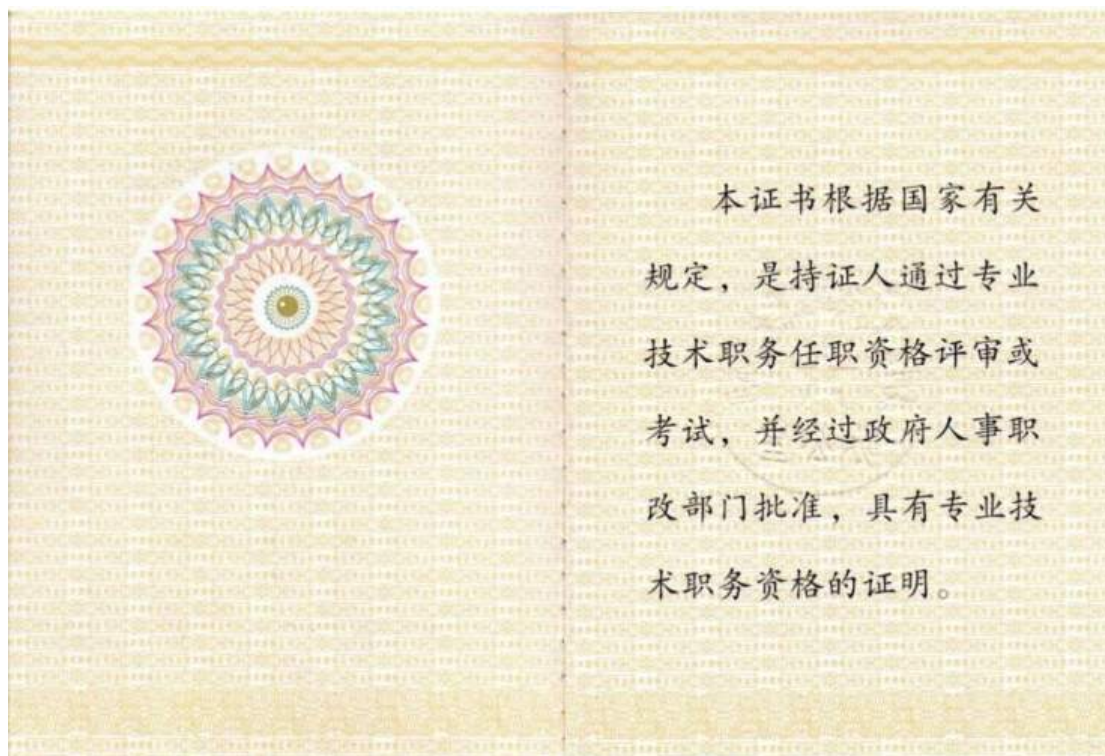 本证书根据国家有关
规定，是持证人通过专业
技术职务任职资格评审或
考试，并经过政府人事职
改部门批准，具有专业技
术职务资格的证明。